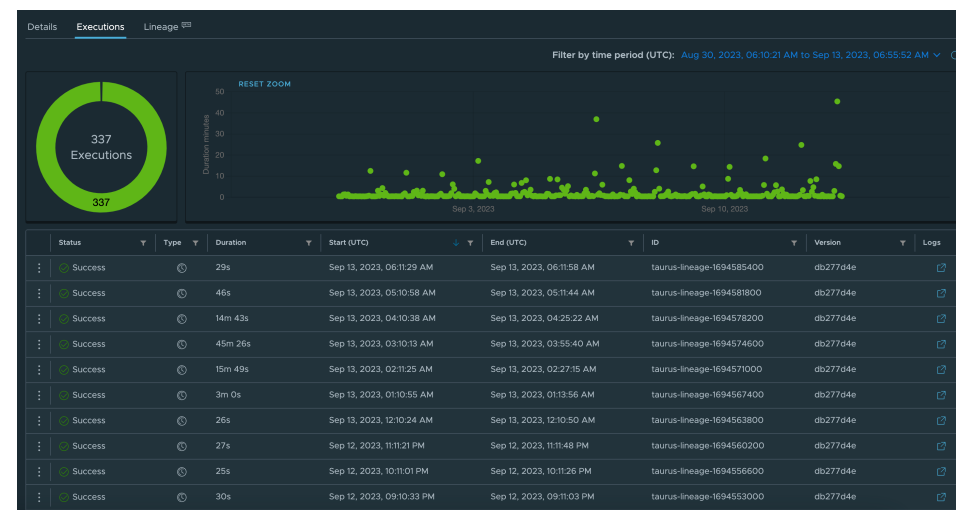 Details Executions Lineage
Filter by time period (UTC): Aug 30, 2023, 06:10:21 AM to Sep 13, 2023, 06:55:52 AM
337
Executions
337
RESET ZOOM
Duration minutes
50
40
30
20
10
0
Sep 3, 2023 Sep 10, 2023
Status Type Duration Start (UTC) End (UTC) ID Version Logs
Success 29s Sep 13, 2023, 06:11:29 AM Sep 13, 2023, 06:11:58 AM taurus-lineage-1694585400 db277d4e
Success 46s Sep 13, 2023, 05:10:58 AM Sep 13, 2023, 05:11:44 AM taurus-lineage-1694581800 db277d4e
Success 14m 43s Sep 13, 2023, 04:10:38 AM Sep 13, 2023, 04:25:22 AM taurus-lineage-1694578200 db277d4e
Success 45m 26s Sep 13, 2023, 03:10:13 AM Sep 13, 2023, 03:55:40 AM taurus-lineage-1694574600 db277d4e
Success 15m 49s Sep 13, 2023, 02:11:25 AM Sep 13, 2023, 02:27:15 AM taurus-lineage-1694571000 db277d4e
Success 3m 0s Sep 13, 2023, 01:10:55 AM Sep 13, 2023, 01:13:56 AM taurus-lineage-1694567400 db277d4e
Success 26s Sep 13, 2023, 12:10:24 AM Sep 13, 2023, 12:10:50 AM taurus-lineage-1694563800 db277d4e
Success 27s Sep 12, 2023, 11:11:21 PM Sep 12, 2023, 11:11:48 PM taurus-lineage-1694560200 db277d4e
Success 25s Sep 12, 2023, 10:11:01 PM Sep 12, 2023, 10:11:26 PM taurus-lineage-1694556600 db277d4e
Success 30s Sep 12, 2023, 09:10:33 PM Sep 12, 2023, 09:11:03 PM taurus-lineage-1694553000 db277d4e